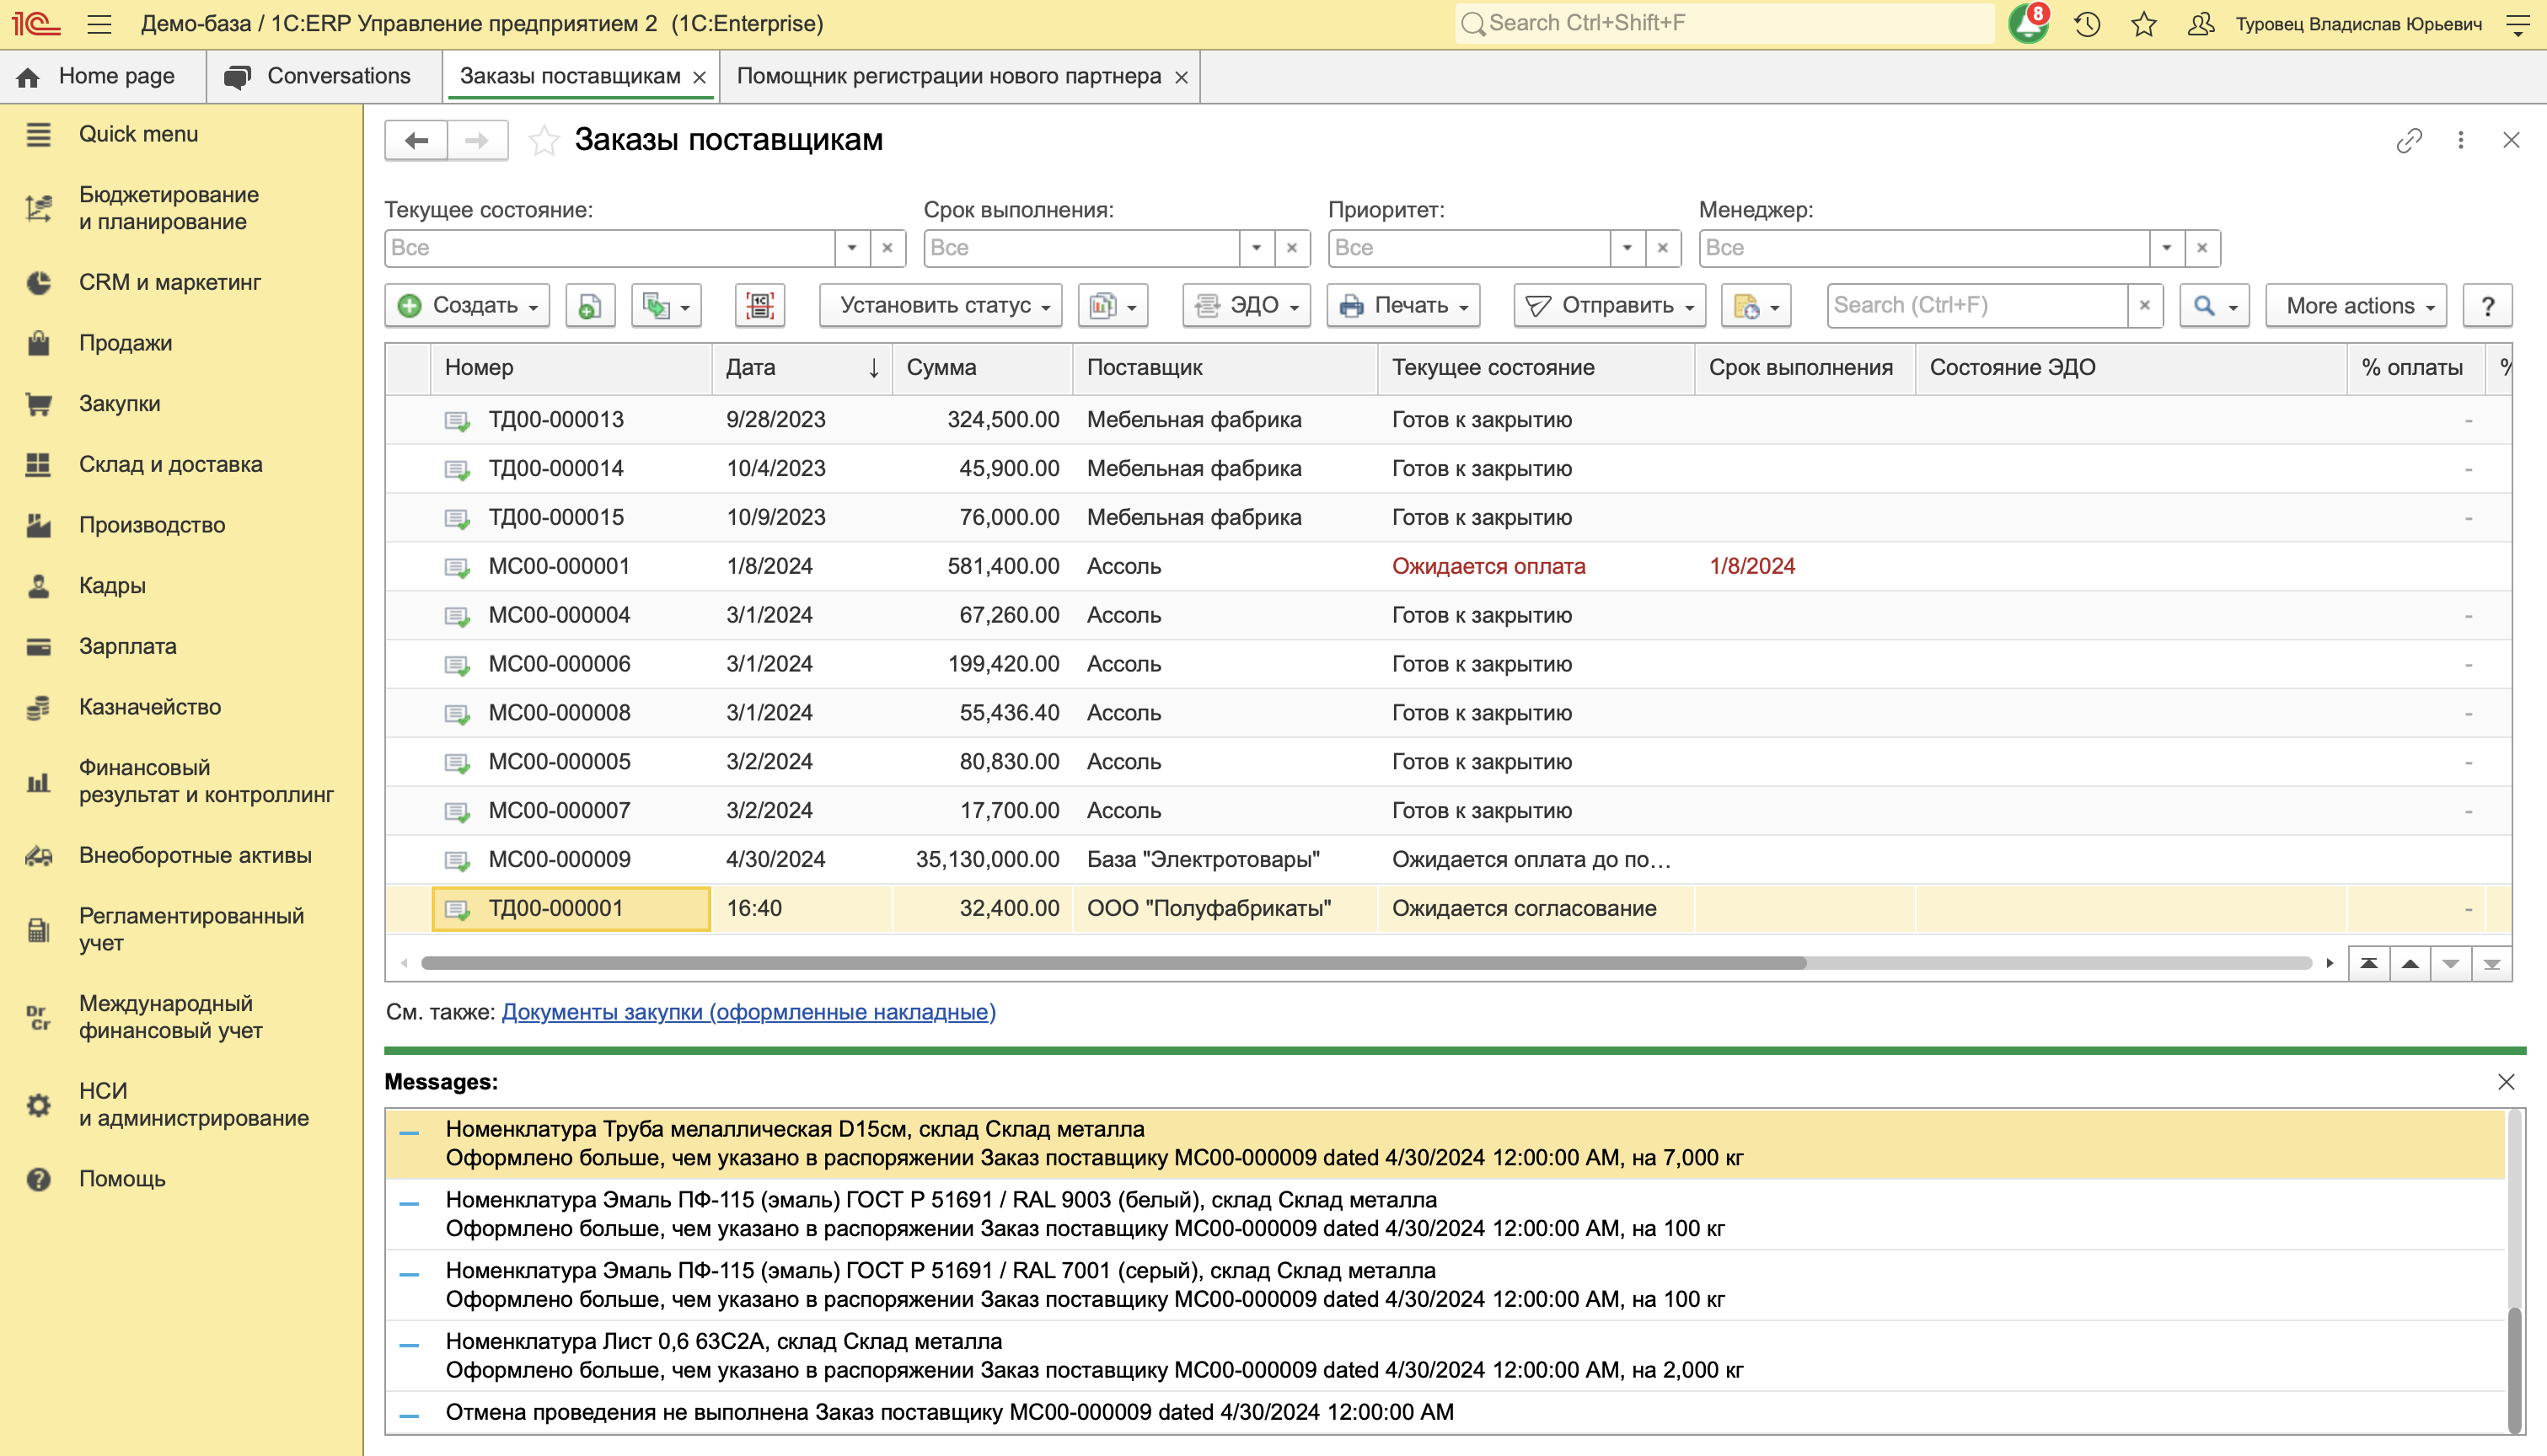 1С Демо-база / 1С:ERP Управление предприятием 2 (1C:Enterprise) Search Ctrl+Shift+F 8 Туровец Владислав Юрьевич
Home page Conversations Заказы поставщикам Помощник регистрации нового партнера
Quick menu
Бюджетирование
и планирование
CRM и маркетинг
Продажи
Закупки
Склад и доставка
Производство
Кадры
Зарплата
Казначейство
Финансовый
результат и контроллинг
Внеоборотные активы
Регламентированный
учет
Dr
Cr
Международный
финансовый учет
НСИ
и администрирование
Помощь
Заказы поставщикам
Текущее состояние: Срок выполнения: Приоритет: Менеджер:
Все Все Все Все
Создать 1С Установить статус ЭДО Печать Отправить Search (Ctrl+F) More actions ?
Номер Дата ↓ Сумма Поставщик Текущее состояние Срок выполнения Состояние ЭДО % оплаты %
ТД00-000013 9/28/2023 324,500.00 Мебельная фабрика Готов к закрытию -
ТД00-000014 10/4/2023 45,900.00 Мебельная фабрика Готов к закрытию -
ТД00-000015 10/9/2023 76,000.00 Мебельная фабрика Готов к закрытию -
МС00-000001 1/8/2024 581,400.00 Ассоль Ожидается оплата 1/8/2024
МС00-000004 3/1/2024 67,260.00 Ассоль Готов к закрытию -
МС00-000006 3/1/2024 199,420.00 Ассоль Готов к закрытию -
МС00-000008 3/1/2024 55,436.40 Ассоль Готов к закрытию -
МС00-000005 3/2/2024 80,830.00 Ассоль Готов к закрытию -
МС00-000007 3/2/2024 17,700.00 Ассоль Готов к закрытию -
МС00-000009 4/30/2024 35,130,000.00 База "Электротовары" Ожидается оплата до по...
ТД00-000001 16:40 32,400.00 ООО "Полуфабрикаты" Ожидается согласование -
См. также: Документы закупки (оформленные накладные)
Messages:
Номенклатура Труба мелаллическая D15см, склад Склад металла
Оформлено больше, чем указано в распоряжении Заказ поставщику МС00-000009 dated 4/30/2024 12:00:00 AM, на 7,000 кг
Номенклатура Эмаль ПФ-115 (эмаль) ГОСТ Р 51691 / RAL 9003 (белый), склад Склад металла
Оформлено больше, чем указано в распоряжении Заказ поставщику МС00-000009 dated 4/30/2024 12:00:00 AM, на 100 кг
Номенклатура Эмаль ПФ-115 (эмаль) ГОСТ Р 51691 / RAL 7001 (серый), склад Склад металла
Оформлено больше, чем указано в распоряжении Заказ поставщику МС00-000009 dated 4/30/2024 12:00:00 AM, на 100 кг
Номенклатура Лист 0,6 63С2А, склад Склад металла
Оформлено больше, чем указано в распоряжении Заказ поставщику МС00-000009 dated 4/30/2024 12:00:00 AM, на 2,000 кг
Отмена проведения не выполнена Заказ поставщику МС00-000009 dated 4/30/2024 12:00:00 AM